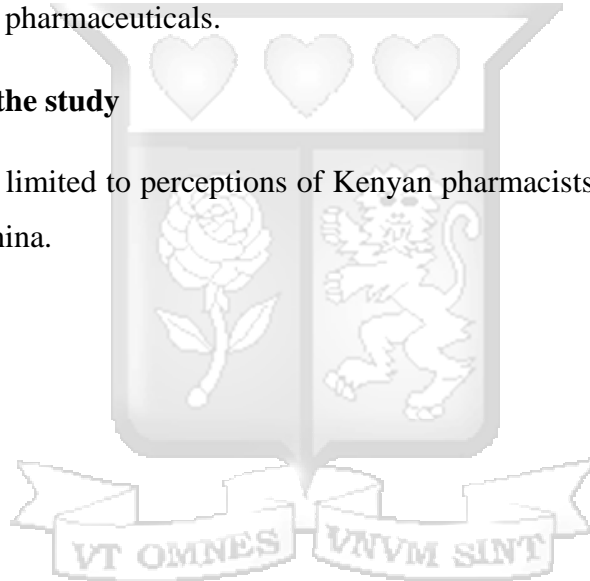 pharmaceuticals.
the study
limited to perceptions of Kenyan pharmacists
hina.
VT OMNES VNVM SINT